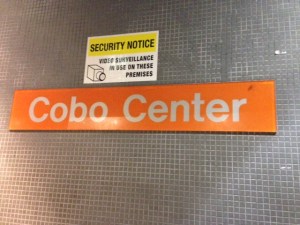 SECURITY NOTICE
VIDEO SURVEILLANCE
IN USE ON THESE
PREMISES
Cobo Center